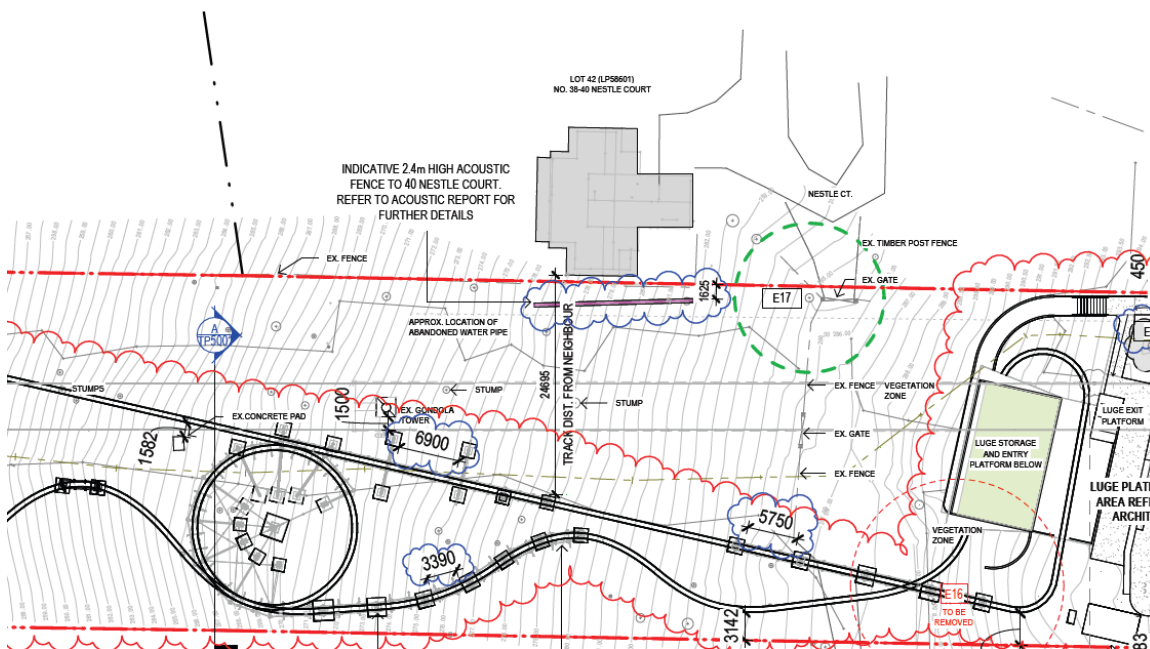 LOT 42 (LP58601)
NO. 38-40 NESTLE COURT
INDICATIVE 2.4m HIGH ACOUSTIC
FENCE TO 40 NESTLE COURT.
REFER TO ACOUSTIC REPORT FOR
FURTHER DETAILS
NESTLE CT.
EX. TIMBER POST FENCE
EX. FENCE
EX. GATE
450
1625
E17
A
TP500
APPROX. LOCATION OF
ABANDONED WATER PIPE
24695
TRACK DIST. FROM NEIGHBOUR
STUMPS
STUMP
STUMP
EX. FENCE
VEGETATION
ZONE
EX.CONCRETE PAD
1582
1500
EX. GONDOLA
TOWER
6900
EX. GATE
EX. FENCE
LUGE EXIT
PLATFORM
LUGE STORAGE
AND ENTRY
PLATFORM BELOW
LUGE PLAT
AREA REF
ARCHIT
VEGETATION
ZONE
5750
3390
E16
TO BE
REMOVED
3142
83